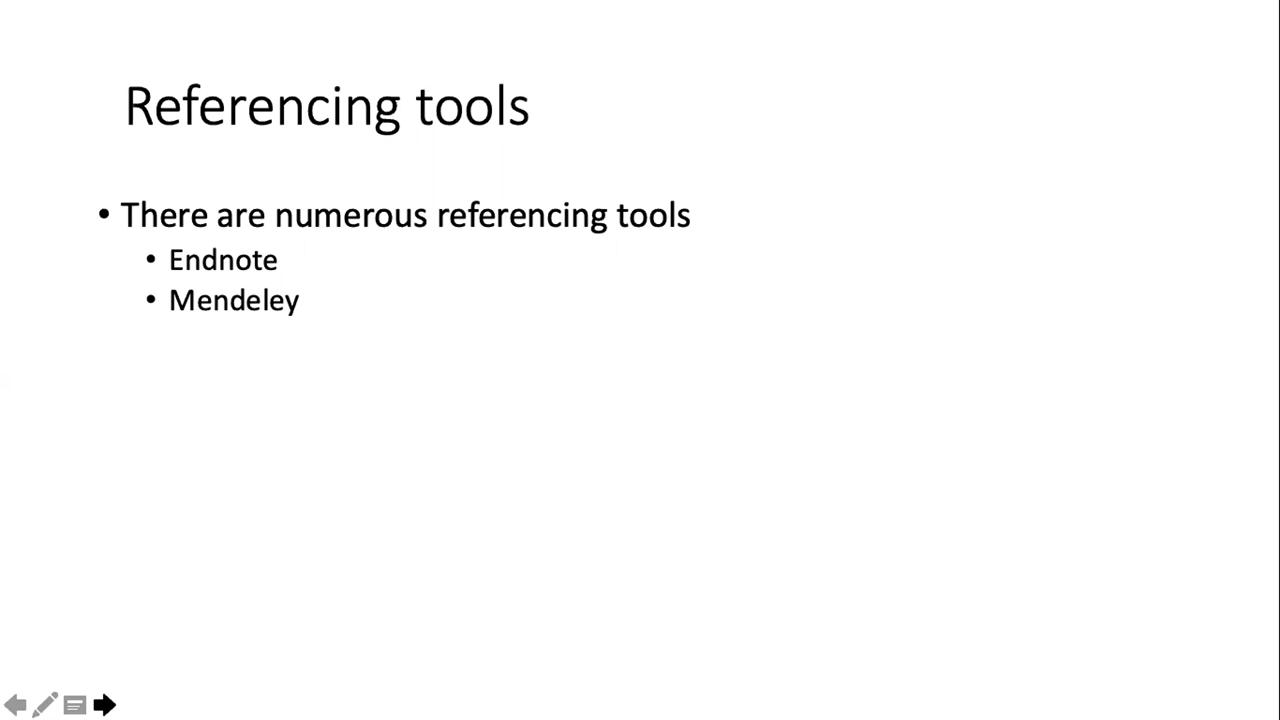 Referencing tools
• There are numerous referencing tools
• Endnote
• Mendeley